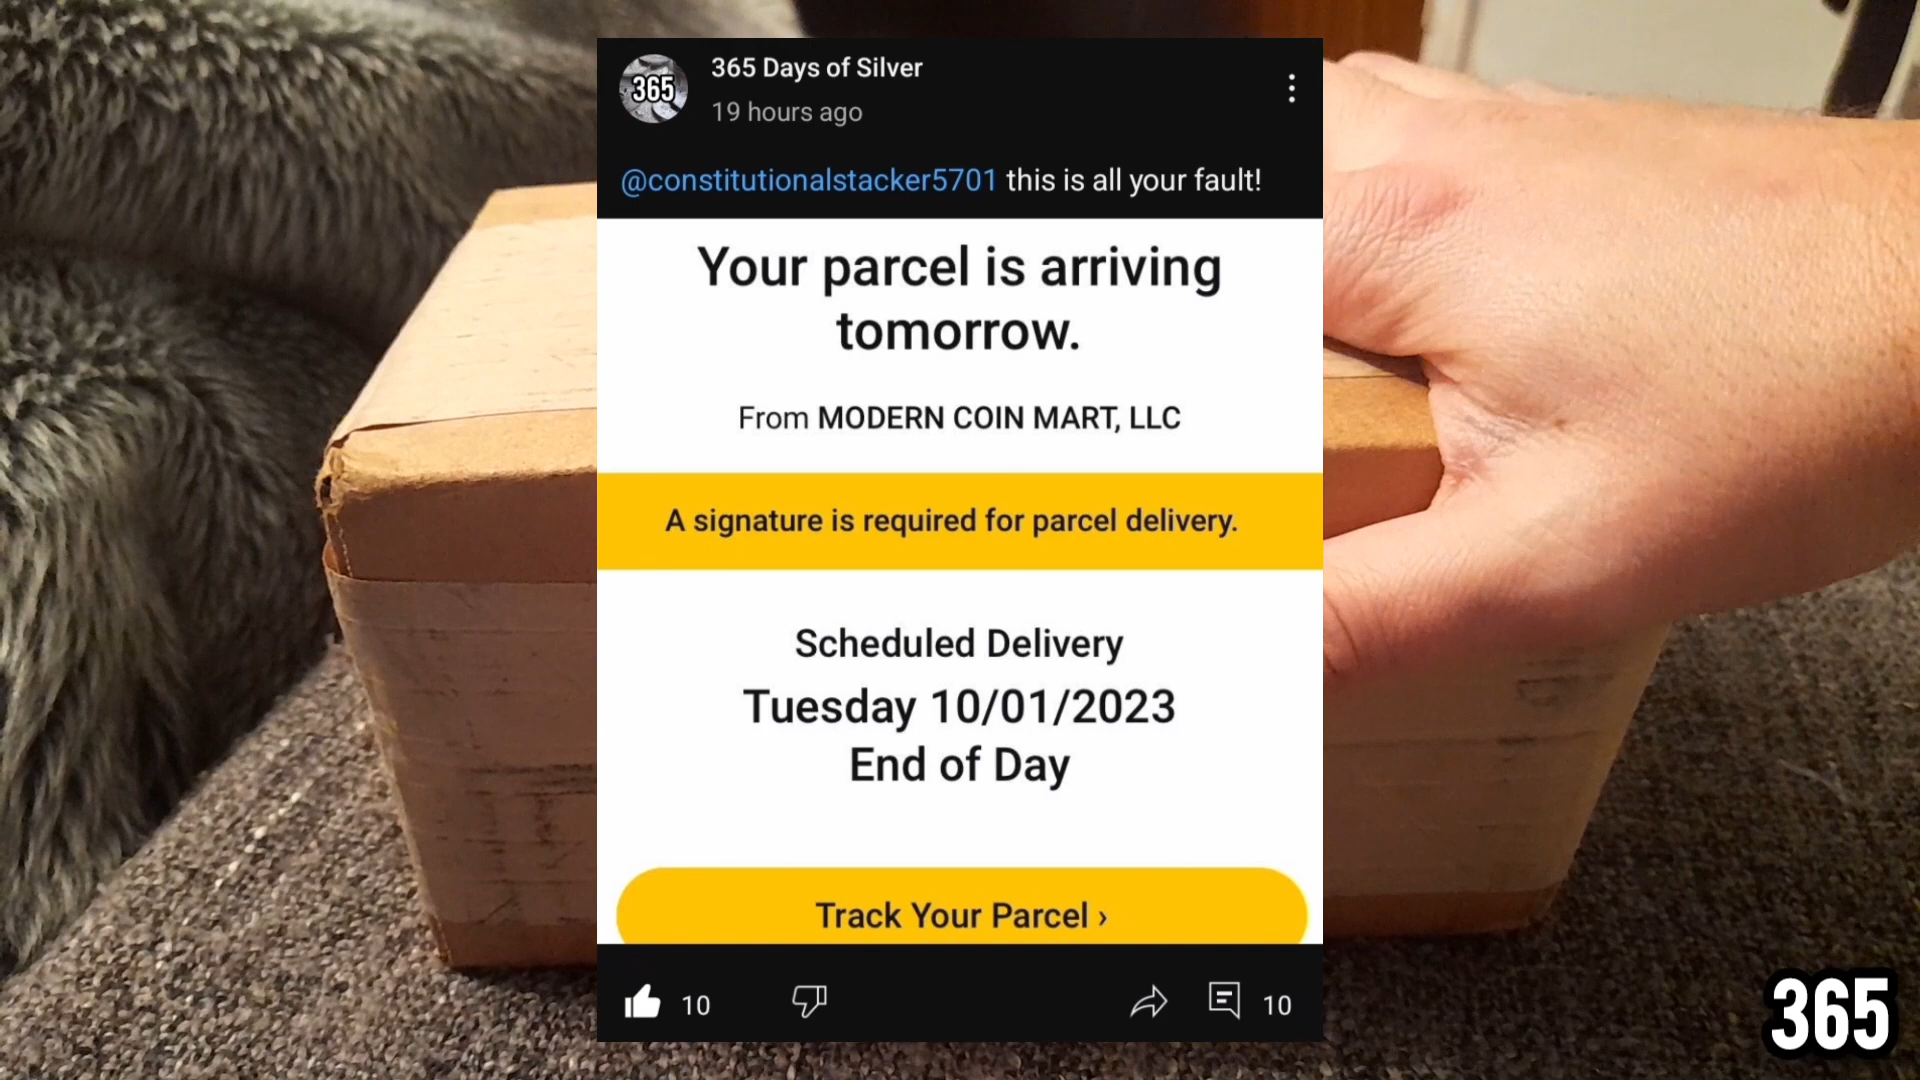 365
365 Days of Silver
19 hours ago
@constitutionalstacker5701 this is all your fault!
Your parcel is arriving
tomorrow.
From MODERN COIN MART, LLC
A signature is required for parcel delivery.
Scheduled Delivery
Tuesday 10/01/2023
End of Day
Track Your Parcel ›
10
10
365